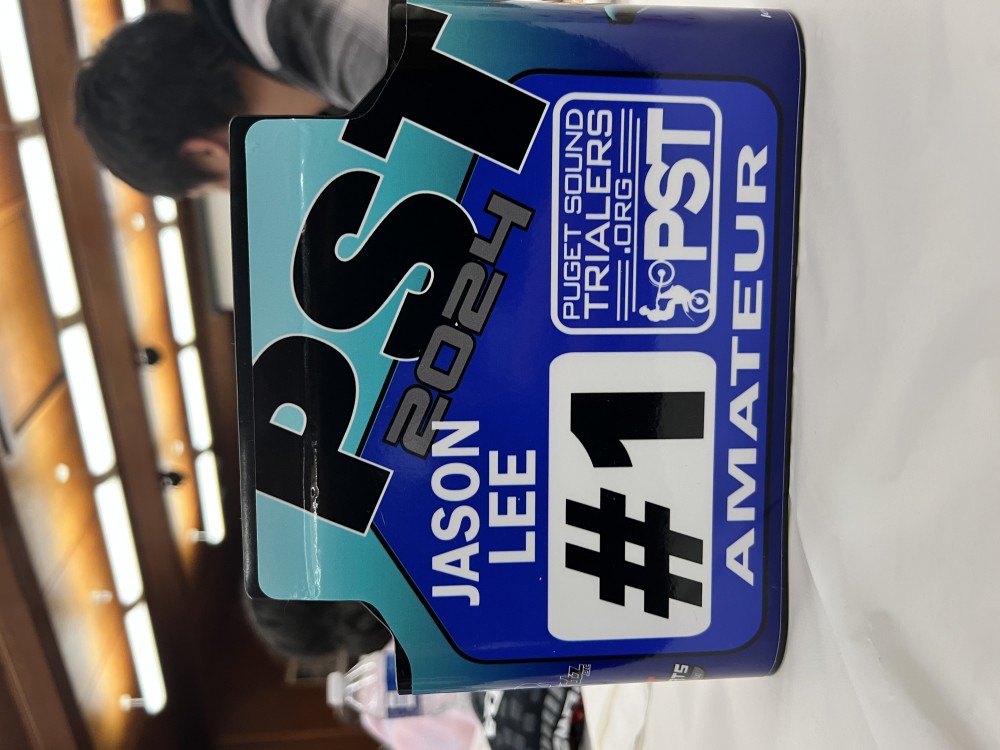 PST
2024
JASON
LEE
#1
PUGET SOUND
TRIALERS
.ORG
PST
AMATEUR